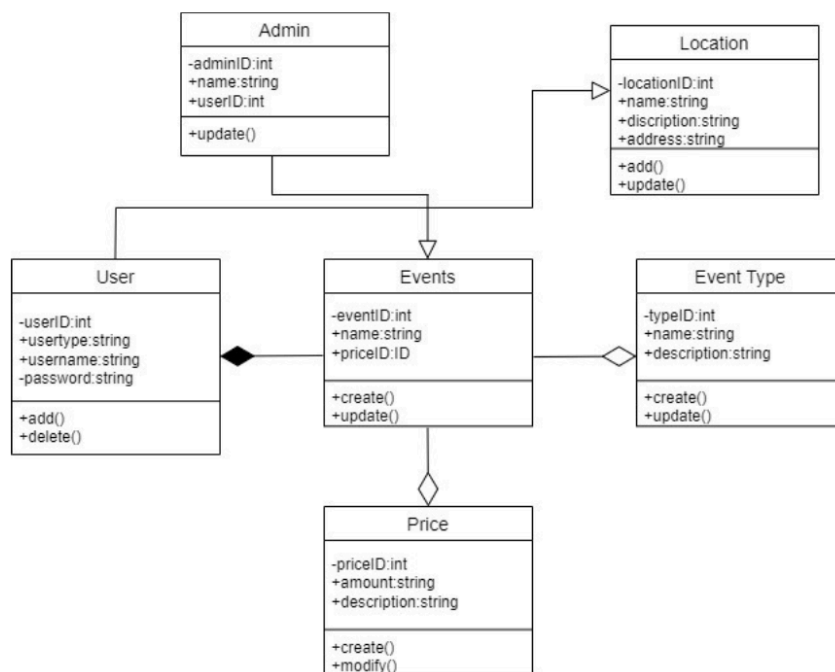 Admin
-adminID:int
+name:string
+userID:int
+update()
Location
-locationID:int
+name:string
+discription:string
+address:string
+add()
+update()
User
-userID:int
+usertype:string
+username:string
-password:string
+add()
+delete()
Events
-eventID:int
+name:string
+priceID:ID
+create()
+update()
Event Type
-typeID:int
+name:string
+description:string
+create()
+update()
Price
-priceID:int
+amount:string
+description:string
+create()
+modify()